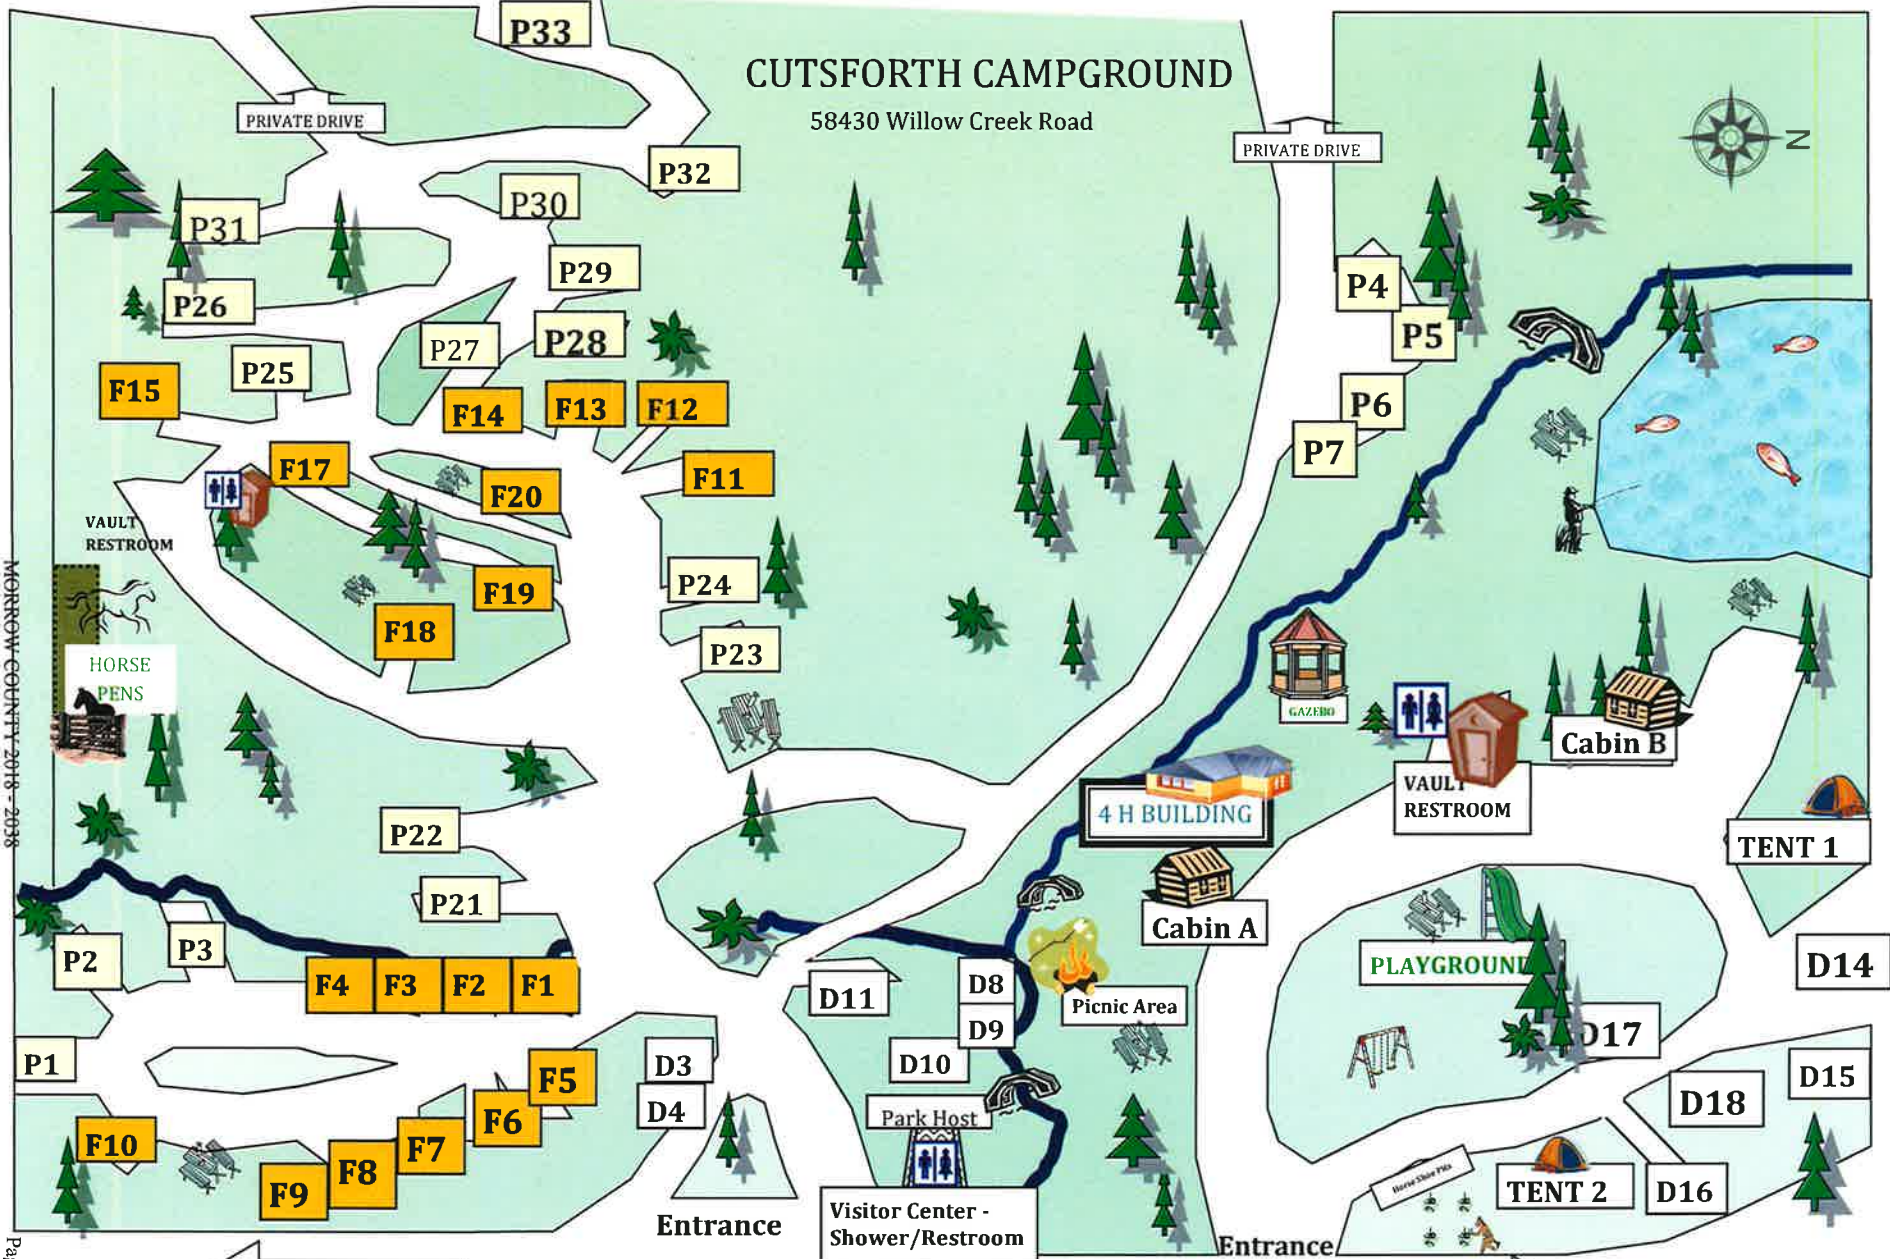 P33
CUTSFORTH CAMPGROUND
58430 Willow Creek Road
PRIVATE DRIVE
PRIVATE DRIVE
N
P32
P30
P31
P29
P26
P28
P27
P25
P4
P5
P6
P7
F15
F14
F13
F12
F17
F20
F11
VAULT
RESTROOM
F19
F18
P24
P23
HORSE
PENS
MORROW COUNTY 2018 - 2038
GAZEBO
Cabin B
VAULT
RESTROOM
4 H BUILDING
TENT 1
P22
P21
Cabin A
P2
P3
F4
F3
F2
F1
D11
D8
D9
Picnic Area
PLAYGROUND
D14
D17
P1
D3
D4
D10
F5
F6
F7
F8
F9
F10
Park Host
D15
D18
Horse Shoe Pits
TENT 2
D16
Visitor Center -
Shower/Restroom
Entrance
Entrance
Pa